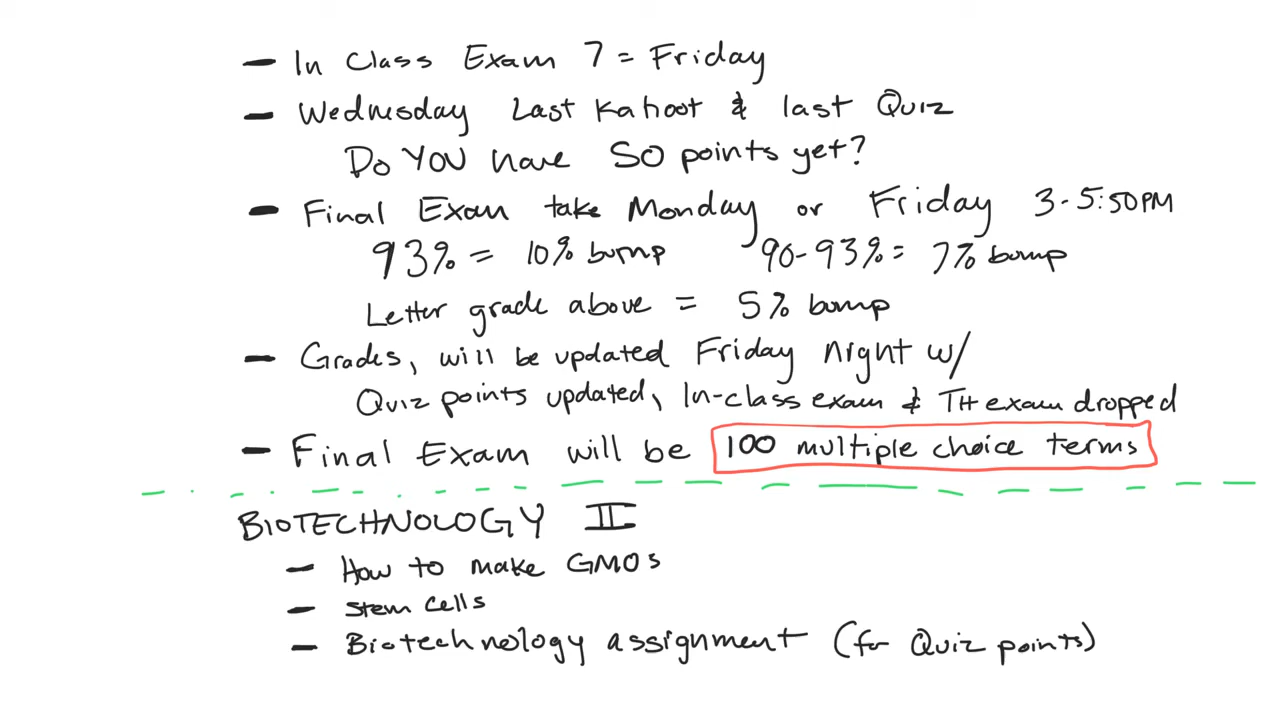 - In Class Exam 7 = Friday
- Wednesday Last Kahoot & last Quiz
Do YOU have 50 points yet?
- Final Exam take Monday or Friday 3-5:50PM
93% = 10% bump 90-93% = 7% bump
Letter grade above = 5% bump
- Grades, will be updated Friday Night w/
Quiz points updated, In-class exam & TH exam dropped
- Final Exam will be 100 multiple choice terms
BIOTECHNOLOGY II
- How to make GMOs
- Stem Cells
- Biotechnology assignment (for Quiz points)